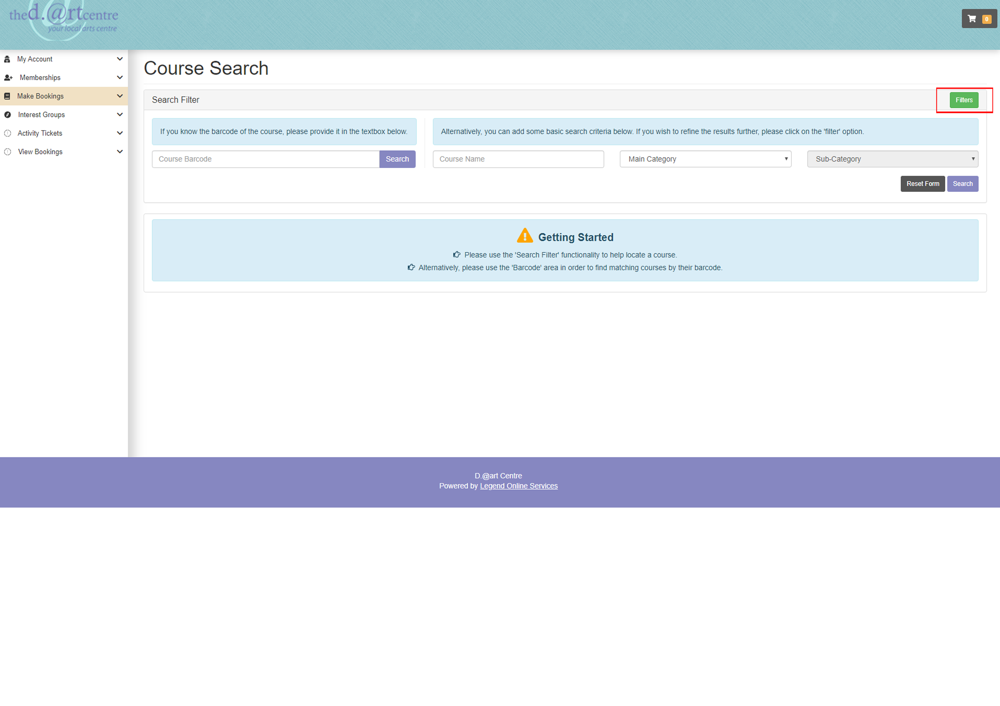 thed.@rtcentre
your local arts centre
0
My Account
Memberships
Make Bookings
Interest Groups
Activity Tickets
View Bookings
Course Search
Search Filter
Filters
If you know the barcode of the course, please provide it in the textbox below.
Alternatively, you can add some basic search criteria below. If you wish to refine the results further, please click on the 'filter' option.
Course Barcode
Search
Course Name
Main Category
Sub-Category
Reset Form
Search
Getting Started
Please use the 'Search Filter' functionality to help locate a course.
Alternatively, please use the 'Barcode' area in order to find matching courses by their barcode.
D.@art Centre
Powered by Legend Online Services